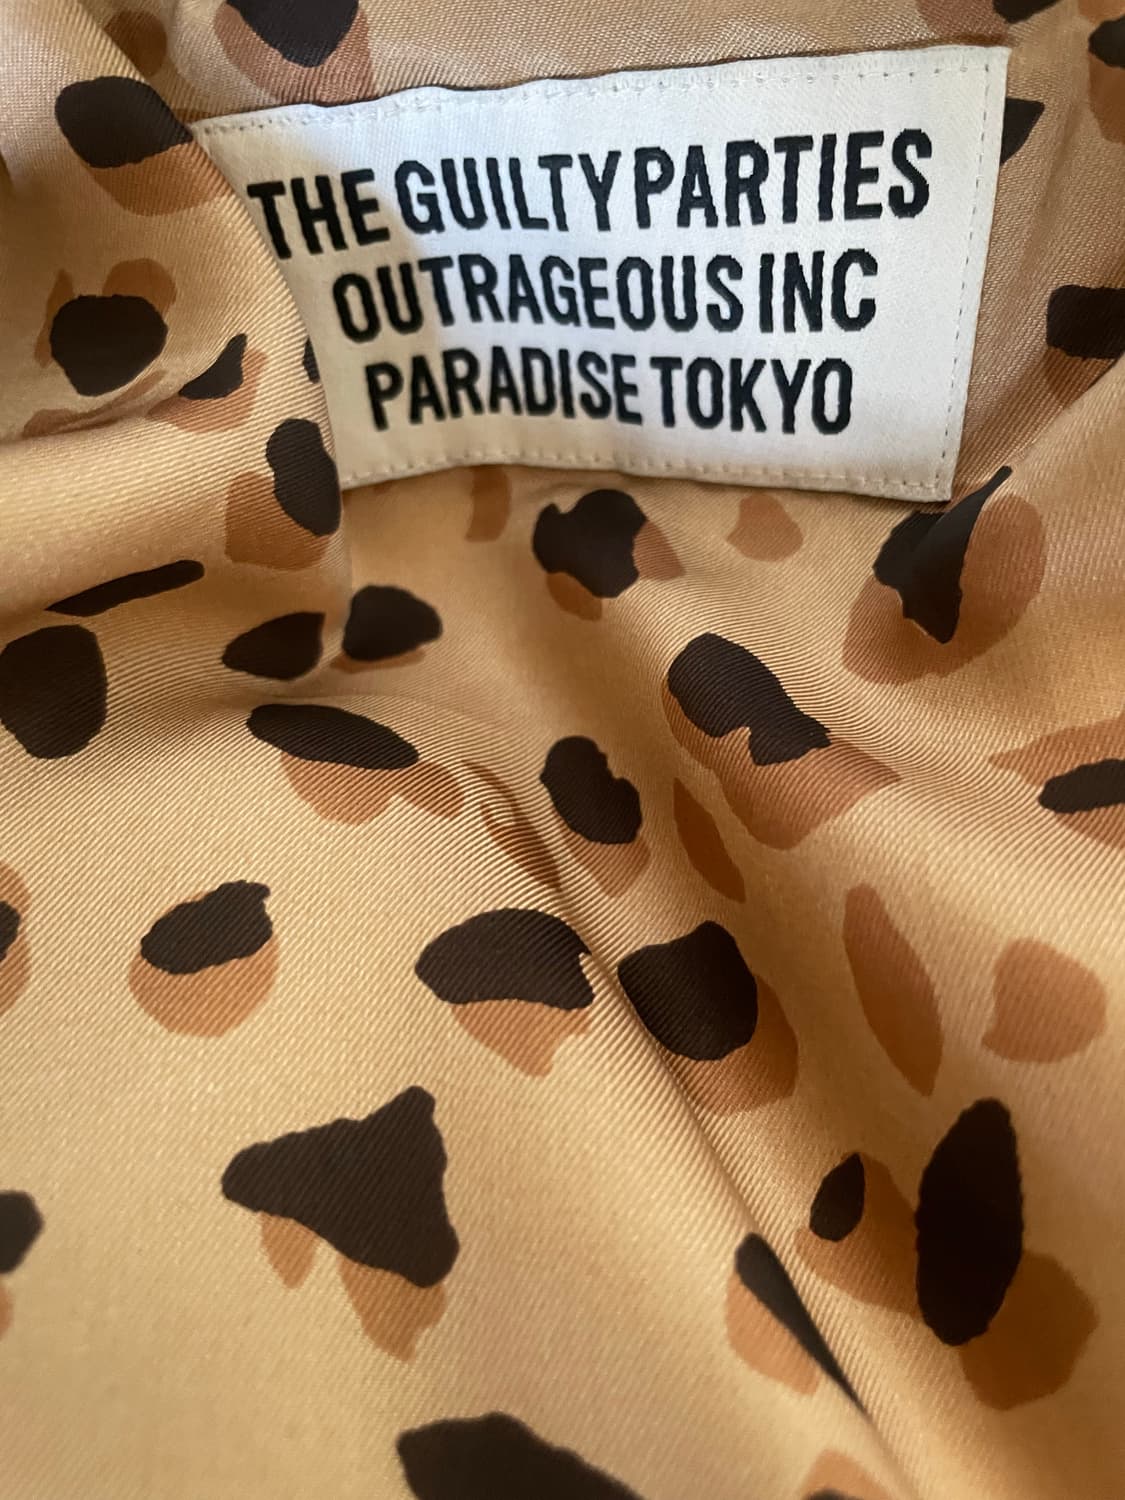 THE GUILTY PARTIES
OUTRAGEOUS INC
PARADISE TOKYO